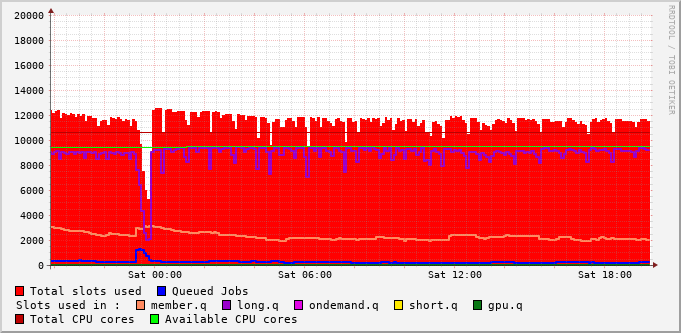 20000
18000
16000
14000
12000
10000
8000
6000
4000
2000
0
Sat 00:00 Sat 06:00 Sat 12:00 Sat 18:00
RRDTOOL / TOBI OETIKER
Total slots used Queued Jobs
Slots used in : member.q long.q ondemand.q short.q gpu.q
Total CPU cores Available CPU cores